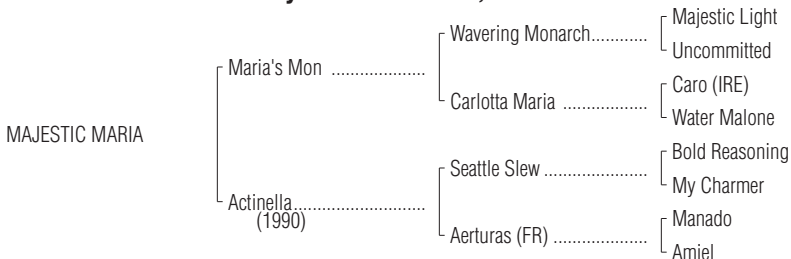 Majestic Light
Wavering Monarch............
Uncommitted
Maria's Mon ....................
Caro (IRE)
Carlotta Maria ..................
Water Malone
MAJESTIC MARIA
Bold Reasoning
Seattle Slew ......................
My Charmer
Actinella............................
(1990)
Manado
Aerturas (FR) ....................
Amiel